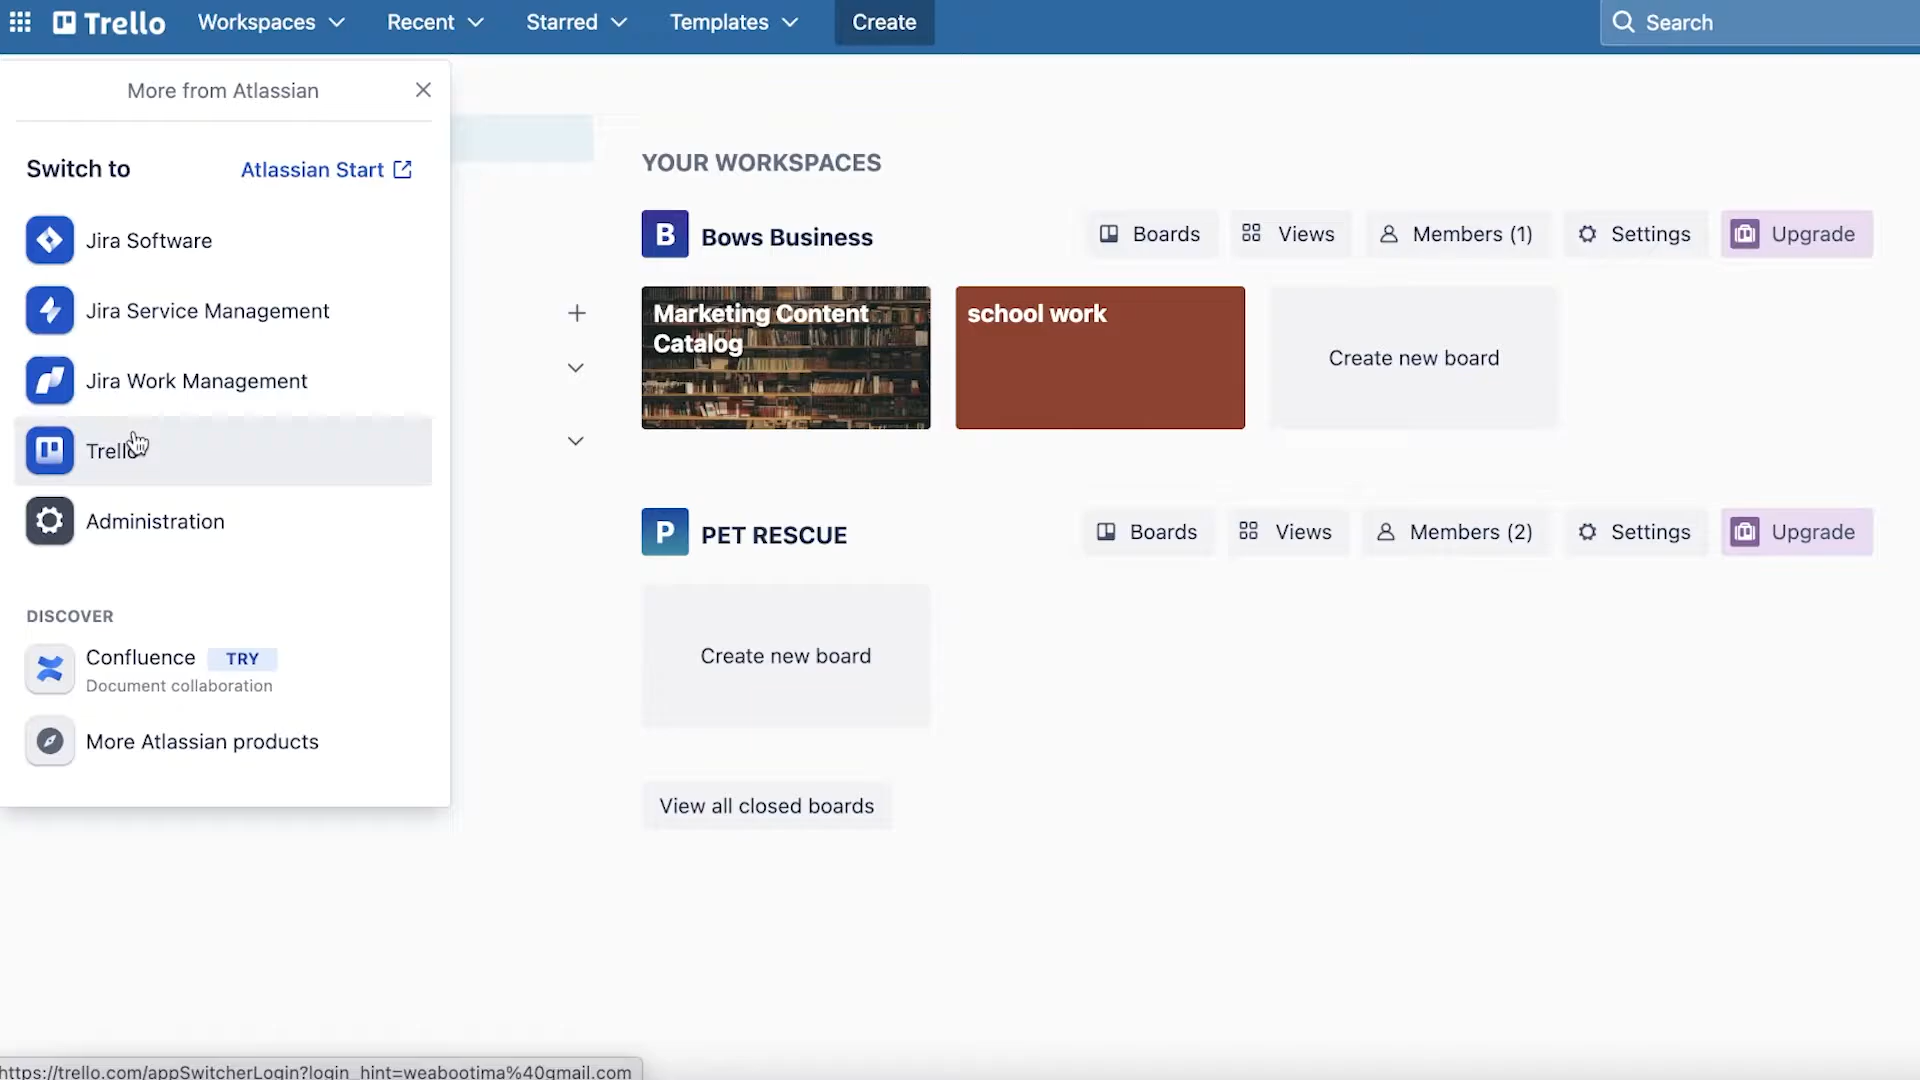 Trello
Workspaces
Recent
Starred
Templates
Create
Search
More from Atlassian
Switch to
Atlassian Start
Jira Software
Jira Service Management
Jira Work Management
Trello
Administration
DISCOVER
Confluence TRY
Document collaboration
More Atlassian products
YOUR WORKSPACES
B
Bows Business
Boards
Views
Members (1)
Settings
Upgrade
Marketing Content
Catalog
school work
Create new board
P
PET RESCUE
Boards
Views
Members (2)
Settings
Upgrade
Create new board
View all closed boards
https://trello.com/appSwitcherLogin?login_hint=weabootima%40gmail.com